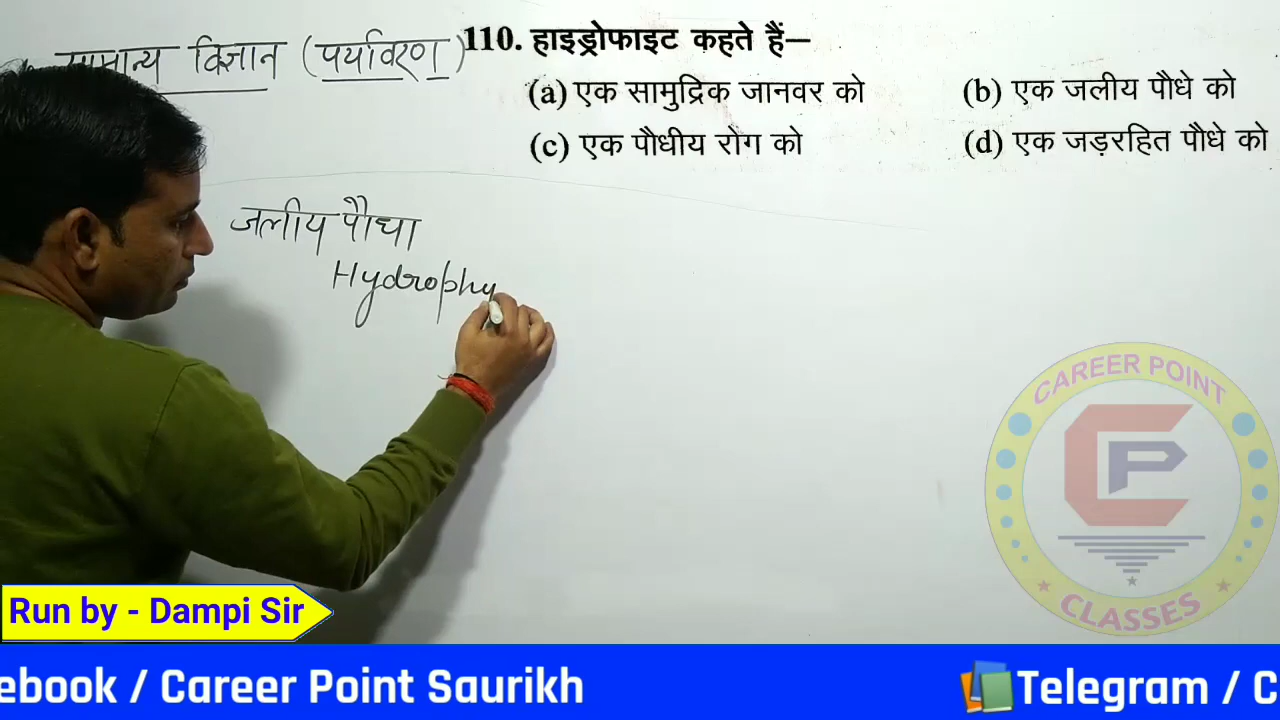 सामान्य विज्ञान (पर्यावरण)
110. हाइड्रोफाइट कहते हैं—
(a) एक सामुद्रिक जानवर को
(b) एक जलीय पौधे को
(c) एक पौधीय रोग को
(d) एक जड़रहित पौधे को
जलीय पौधा
Hydrophy
CAREER POINT
CP
CLASSES
Run by - Dampi Sir
ebook / Career Point Saurikh
Telegram / C